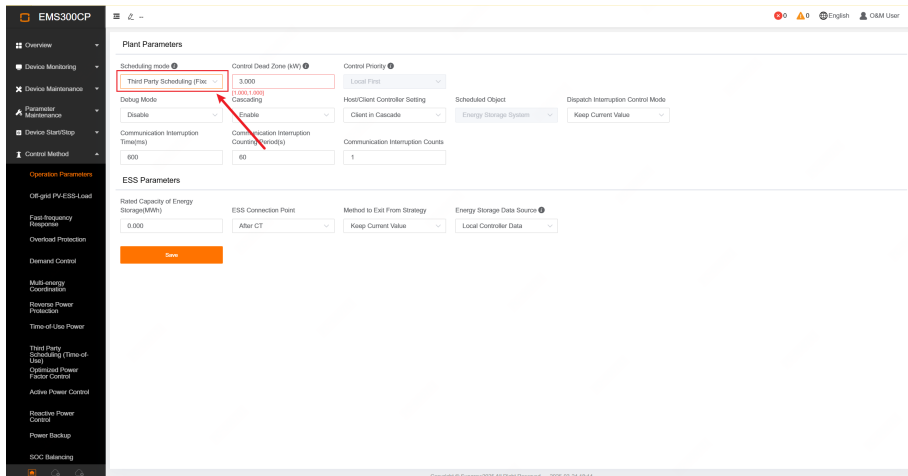 EMS300CP
0
0
English
O&M User
Overview
Device Monitoring
Device Maintenance
Parameter
Maintenance
Device Start/Stop
Control Method
Operation Parameters
Off-grid PV-ESS-Load
Fast-frequency
Response
Overload Protection
Demand Control
Multi-energy
Coordination
Reverse Power
Protection
Time-of-Use Power
Third Party
Scheduling (Time-of-
Use)
Optimized Power
Factor Control
Active Power Control
Reactive Power
Control
Power Backup
SOC Balancing
Plant Parameters
Scheduling mode
Control Dead Zone (kW)
Control Priority
Third Party Scheduling (Fixe
3.000
Local First
(1.000,1.000)
Debug Mode
Cascading
Host/Client Controller Setting
Scheduled Object
Dispatch Interruption Control Mode
Disable
Enable
Client in Cascade
Energy Storage System
Keep Current Value
Communication Interruption
Time(ms)
Communication Interruption
Counting Period(s)
Communication Interruption Counts
600
60
1
ESS Parameters
Rated Capacity of Energy
Storage(MWh)
ESS Connection Point
Method to Exit From Strategy
Energy Storage Data Source
0.000
After CT
Keep Current Value
Local Controller Data
Save